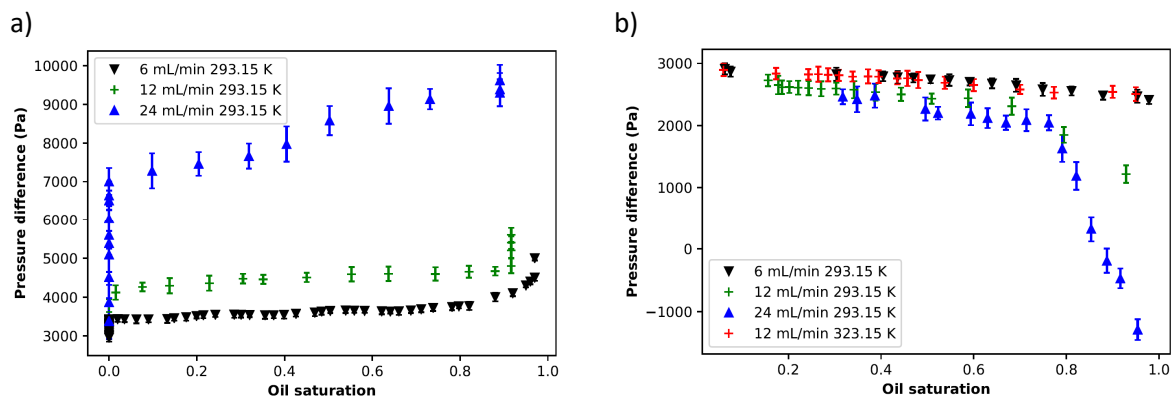 a)
10000
9000
8000
7000
6000
5000
4000
3000
Pressure difference (Pa)
6 mL/min 293.15 K
12 mL/min 293.15 K
24 mL/min 293.15 K
0.0 0.2 0.4 0.6 0.8 1.0
Oil saturation
b)
3000
2000
1000
0
−1000
Pressure difference (Pa)
6 mL/min 293.15 K
12 mL/min 293.15 K
24 mL/min 293.15 K
12 mL/min 323.15 K
0.2 0.4 0.6 0.8 1.0
Oil saturation